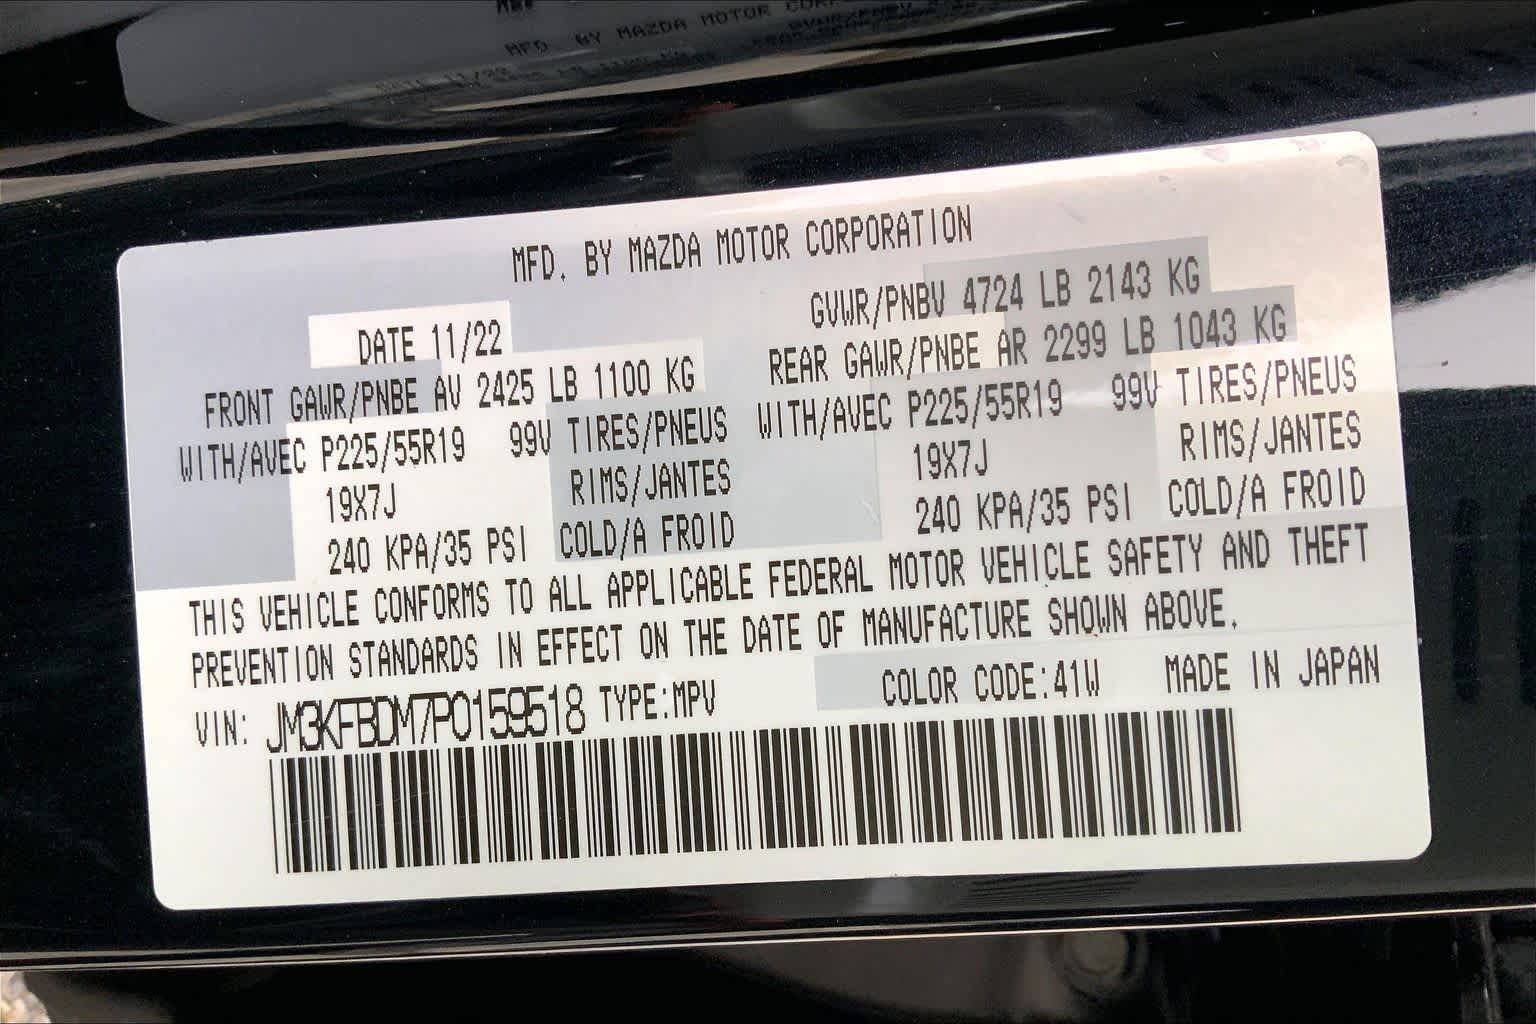 MFD. BY MAZDA MOTOR CORPORATION
DATE 11/22
GVWR/PNBV 4724 LB 2143 KG
FRONT GAWR/PNBE AV 2425 LB 1100 KG
REAR GAWR/PNBE AR 2299 LB 1043 KG
WITH/AVEC P225/55R19 99V TIRES/PNEUS
WITH/AVEC P225/55R19 99V TIRES/PNEUS
19X7J RIMS/JANTES
19X7J RIMS/JANTES
240 KPA/35 PSI COLD/A FROID
240 KPA/35 PSI COLD/A FROID
THIS VEHICLE CONFORMS TO ALL APPLICABLE FEDERAL MOTOR VEHICLE SAFETY AND THEFT
PREVENTION STANDARDS IN EFFECT ON THE DATE OF MANUFACTURE SHOWN ABOVE.
VIN: JM3KFBDM7P0159518 TYPE:MPV COLOR CODE:41W MADE IN JAPAN